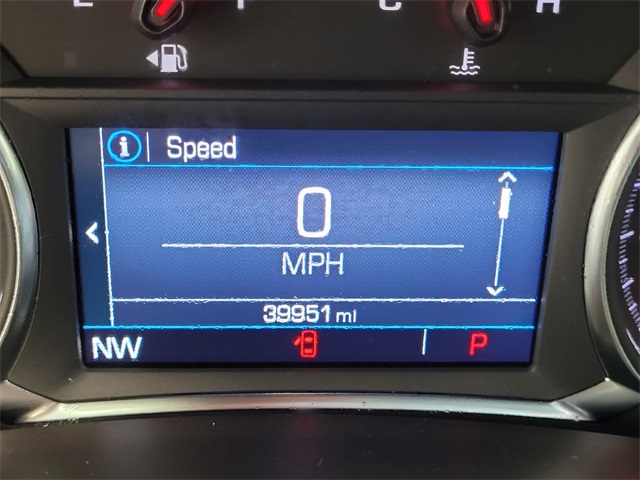 E F C H
i Speed
0
MPH
39951 mi
NW P